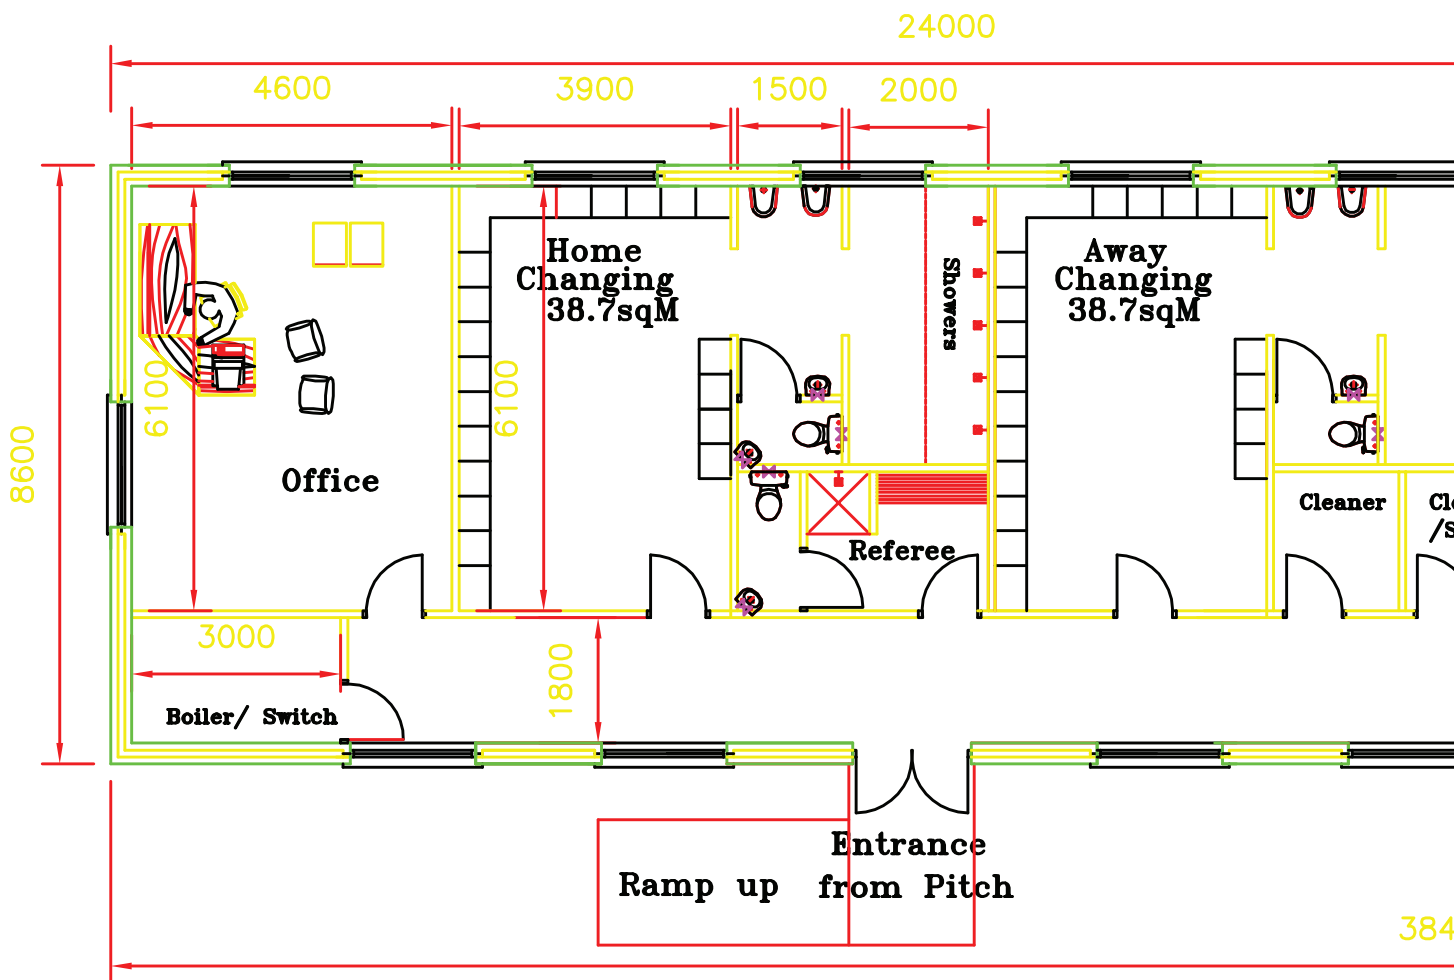 24000
4600
3900
1500
2000
Home
Changing
38.7sqM
Showers
Away
Changing
38.7sqM
6100
6100
8600
Office
Cleaner
Referee
3000
1800
Boiler/ Switch
Entrance
from Pitch
Ramp up